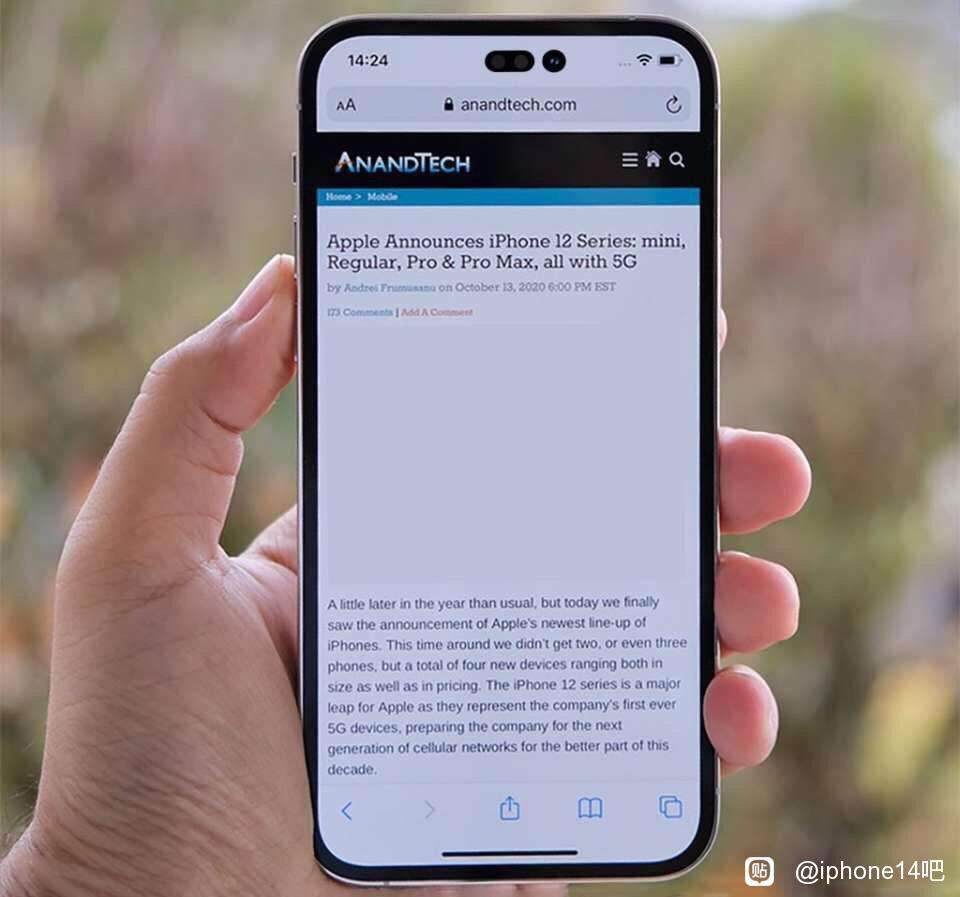 14:24
AA anandtech.com
ANANDTECH
Home > Mobile
Apple Announces iPhone 12 Series: mini,
Regular, Pro & Pro Max, all with 5G
by Andrei Frumusanu on October 13, 2020 6:00 PM EST
173 Comments | Add A Comment
A little later in the year than usual, but today we finally
saw the announcement of Apple's newest line-up of
iPhones. This time around we didn't get two, or even three
phones, but a total of four new devices ranging both in
size as well as in pricing. The iPhone 12 series is a major
leap for Apple as they represent the company's first ever
5G devices, preparing the company for the next
generation of cellular networks for the better part of this
decade.
贴 @iphone14吧